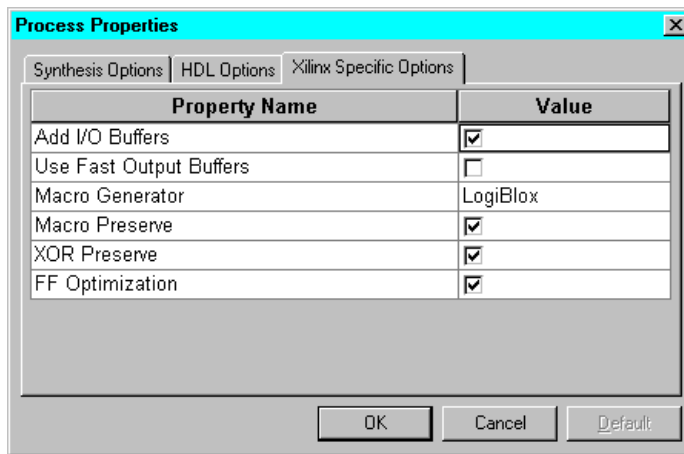 Process Properties
Synthesis Options HDL Options Xilinx Specific Options
Property Name Value
Add I/O Buffers
Use Fast Output Buffers
Macro Generator LogiBlox
Macro Preserve
XOR Preserve
FF Optimization
OK Cancel Default